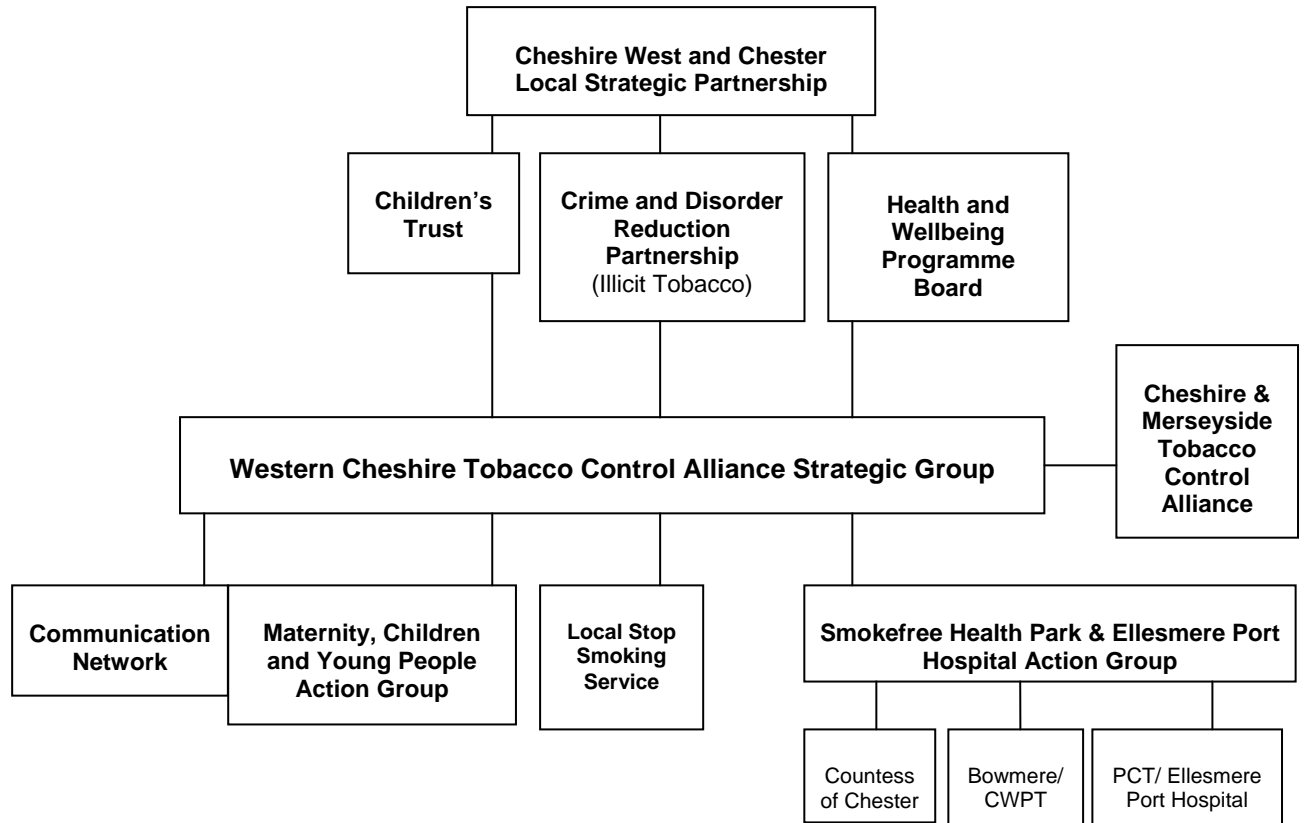 Cheshire West and Chester
Local Strategic Partnership
Children’s
Trust
Crime and Disorder
Reduction
Partnership
(Illicit Tobacco)
Health and
Wellbeing
Programme
Board
Cheshire &
Merseyside
Tobacco
Control
Alliance
Western Cheshire Tobacco Control Alliance Strategic Group
Communication
Network
Maternity, Children
and Young People
Action Group
Local Stop
Smoking
Service
Smokefree Health Park & Ellesmere Port
Hospital Action Group
Countess
of Chester
Bowmere/
CWPT
PCT/ Ellesmere
Port Hospital